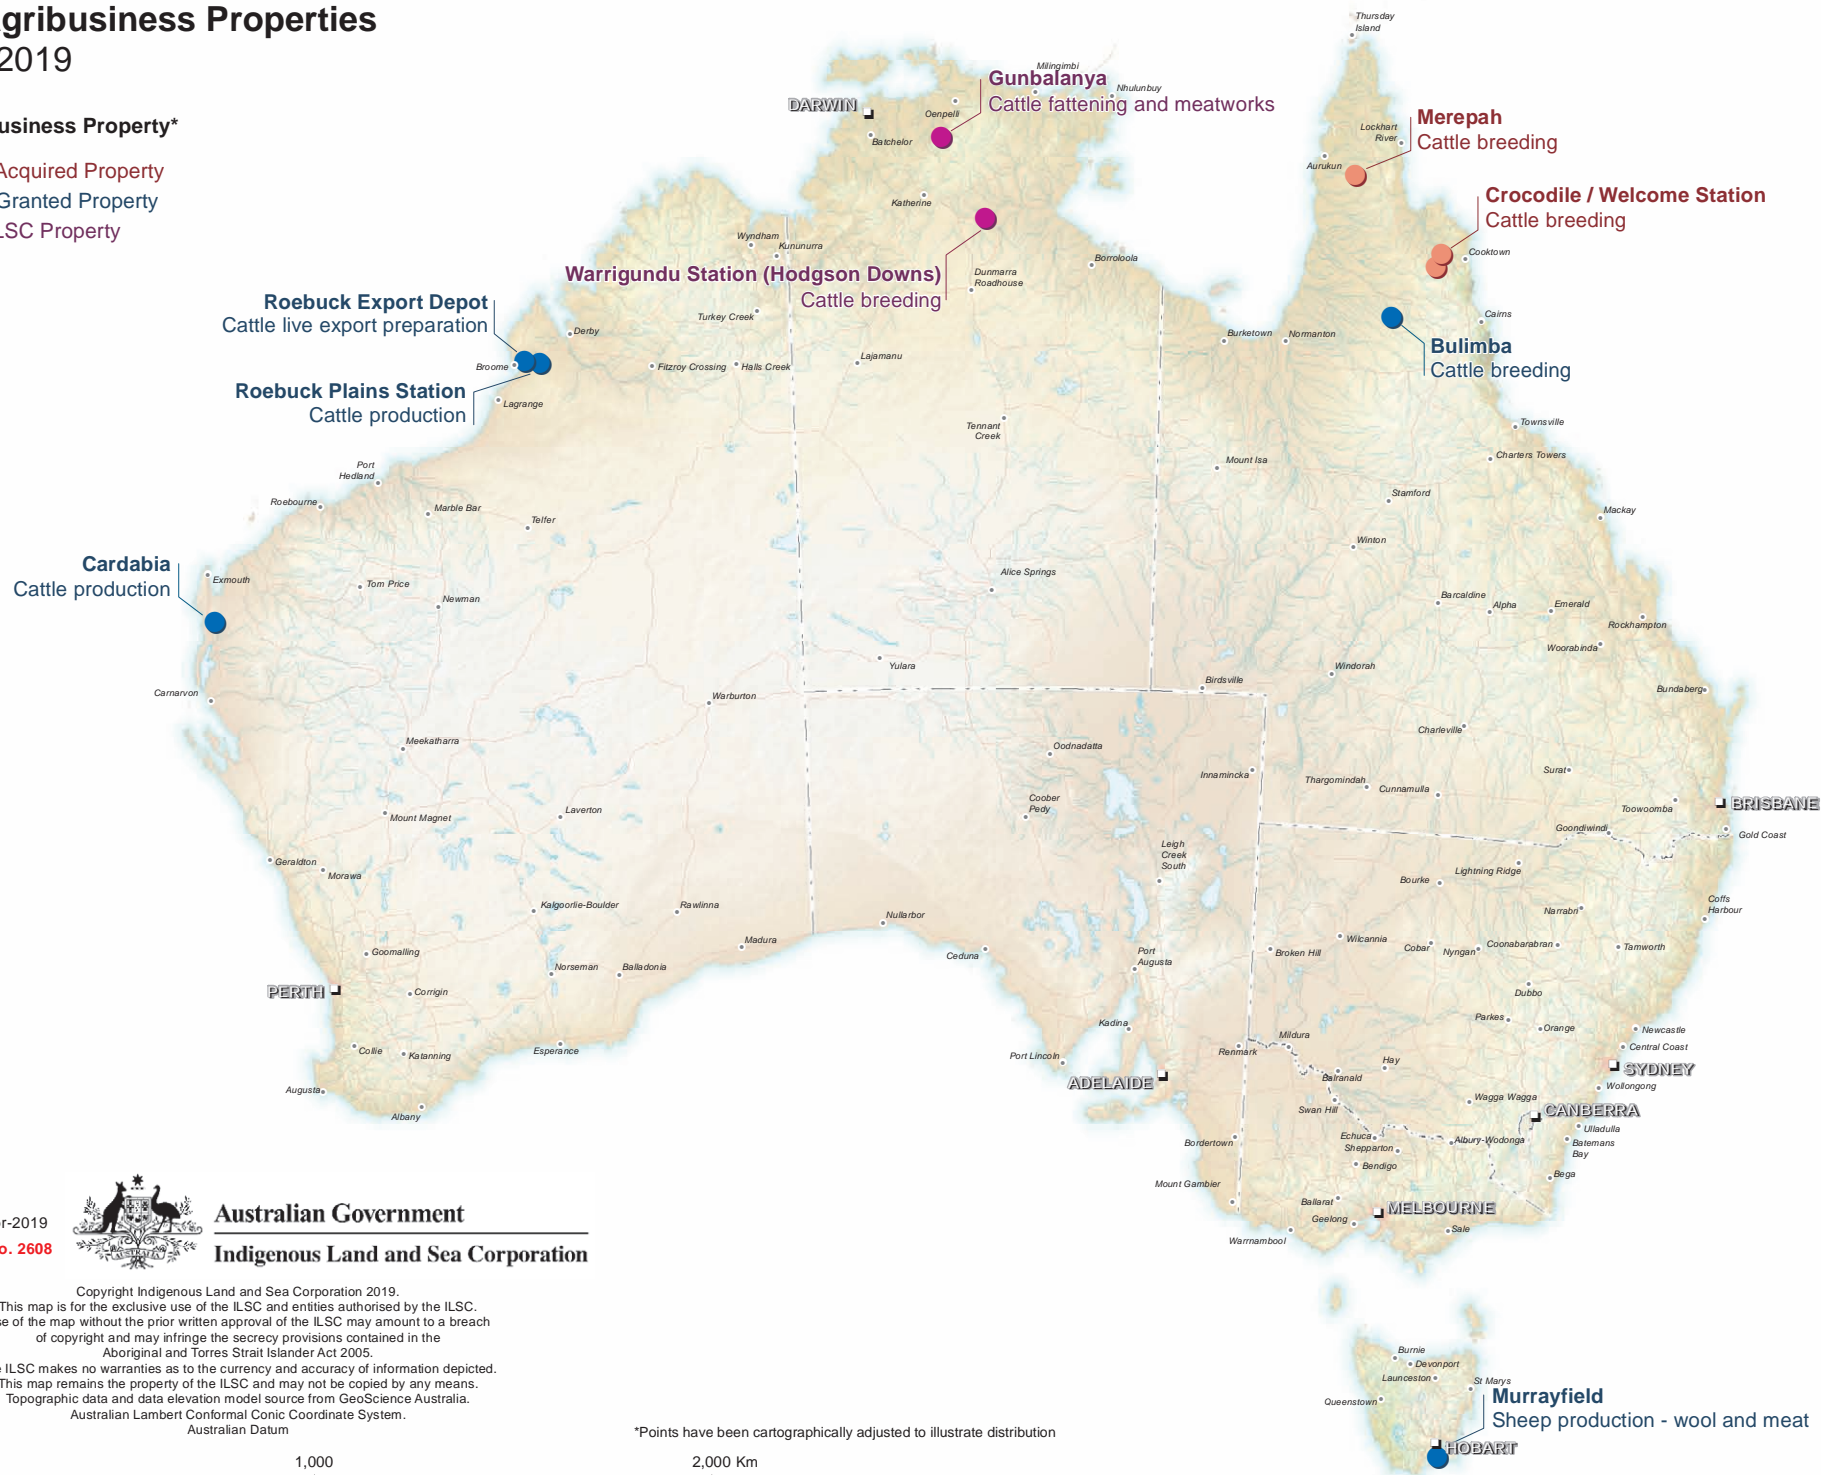 gribusiness Properties
2019
usiness Property*
Acquired Property
Granted Property
LSC Property
Thursday
Island
Milingimbi
Nhulunbuy
Gunbalanya
Cattle fattening and meatworks
DARWIN
Oenpelli
Batchelor
Merepah
Cattle breeding
Lockhart
River
Aurukun
Katherine
Crocodile / Welcome Station
Cattle breeding
Cooktown
Wyndham
Kununurra
Borroloola
Warrigundu Station (Hodgson Downs)
Cattle breeding
Dunmarra
Roadhouse
Roebuck Export Depot
Cattle live export preparation
Turkey Creek
Derby
Cairns
Burketown
Normanton
Bulimba
Cattle breeding
Broome
Fitzroy Crossing
Halls Creek
Lajamanu
Roebuck Plains Station
Cattle production
Lagrange
Tennant
Creek
Townsville
Charters Towers
Mount Isa
Port
Hedland
Roebourne
Marble Bar
Telfer
Stamford
Mackay
Winton
Cardabia
Cattle production
Exmouth
Tom Price
Newman
Alice Springs
Barcaldine
Alpha
Emerald
Rockhampton
Woorabinda
Yulara
Windorah
Birdsville
Bundaberg
Carnarvon
Warburton
Charleville
Meekatharra
Oodnadatta
Innamincka
Surat
Thargomindah
Cunnamulla
Coober
Pedy
Toowoomba
BRISBANE
Mount Magnet
Laverton
Goondiwindi
Gold Coast
Leigh
Creek
South
Geraldton
Morawa
Lightning Ridge
Bourke
Kalgoorlie-Boulder
Rawlinna
Nullarbor
Narrabri
Coffs
Harbour
Madura
Goomalling
Ceduna
Port
Augusta
Broken Hill
Wilcannia
Cobar
Nyngan
Coonabarabran
Tamworth
Norseman
Balladonia
PERTH
Corrigin
Dubbo
Kadina
Parkes
Orange
Newcastle
Mildura
Central Coast
Collie
Katanning
Esperance
Port Lincoln
Renmark
Hay
SYDNEY
ADELAIDE
Balranald
Wollongong
Augusta
Albany
Swan Hill
Wagga Wagga
CANBERRA
Ulladulla
Bordertown
Echuca
Shepparton
Albury-Wodonga
Batemans
Bay
Bendigo
Bega
Mount Gambier
Ballarat
MELBOURNE
Geelong
Sale
Warrnambool
r-2019
o. 2608
AUSTRALIA
Australian Government
Indigenous Land and Sea Corporation
Copyright Indigenous Land and Sea Corporation 2019.
This map is for the exclusive use of the ILSC and entities authorised by the ILSC.
se of the map without the prior written approval of the ILSC may amount to a breach
of copyright and may infringe the secrecy provisions contained in the
Aboriginal and Torres Strait Islander Act 2005.
e ILSC makes no warranties as to the currency and accuracy of information depicted.
This map remains the property of the ILSC and may not be copied by any means.
Topographic data and data elevation model source from GeoScience Australia.
Australian Lambert Conformal Conic Coordinate System.
Australian Datum
Burnie
Devonport
Launceston
St Marys
Queenstown
Murrayfield
Sheep production - wool and meat
HOBART
*Points have been cartographically adjusted to illustrate distribution
1,000
2,000 Km